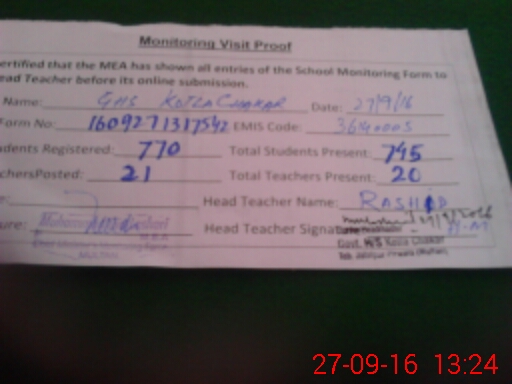 Monitoring Visit Proof
ertified that the MEA has shown all entries of the School Monitoring Form to
ead Teacher before its online submission.
Name: GHS KOTLA CHAKAR Date: 27/9/16
Form No: EMIS Code:
dents Registered: 770 Total Students Present: 745
chersPosted: 21 Total Teachers Present: 20
e: Head Teacher Name: RASHID
ure: Head Teacher Signature
Govt. HS Kotla Chakar
27-09-16 13:24